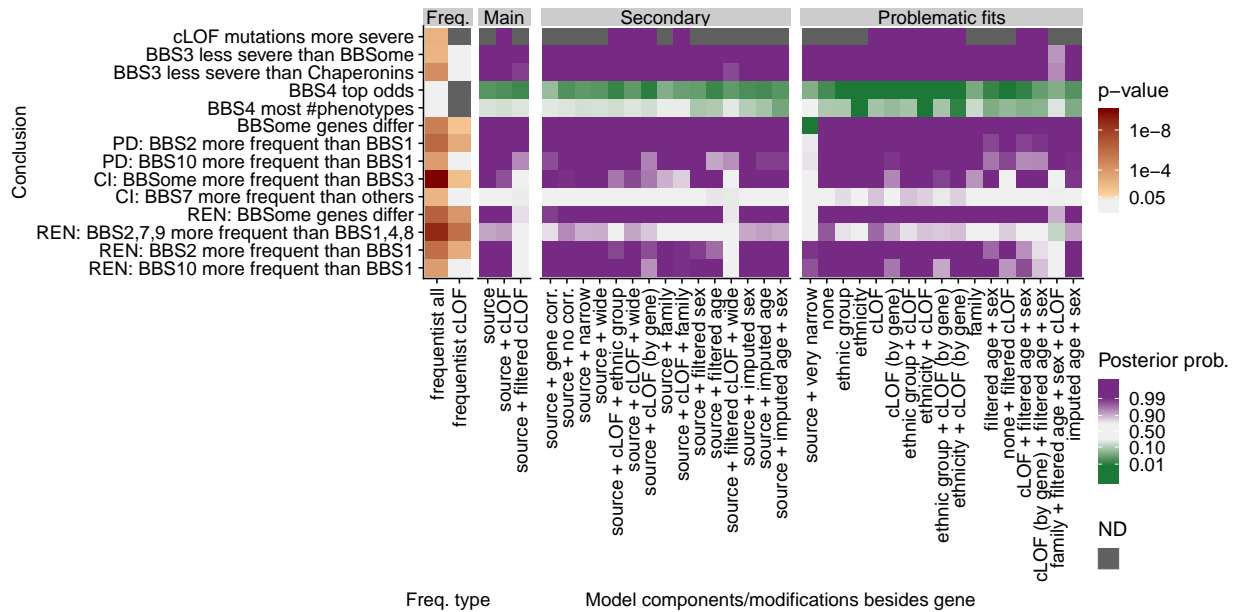 Freq.
Main
Secondary
Problematic fits
Conclusion
cLOF mutations more severe
BBS3 less severe than BBSome
BBS3 less severe than Chaperonins
BBS4 top odds
BBS4 most #phenotypes
BBSome genes differ
PD: BBS2 more frequent than BBS1
PD: BBS10 more frequent than BBS1
CI: BBSome more frequent than BBS3
CI: BBS7 more frequent than others
REN: BBSome genes differ
REN: BBS2,7,9 more frequent than BBS1,4,8
REN: BBS2 more frequent than BBS1
REN: BBS10 more frequent than BBS1
frequentist all
frequentist cLOF
source
source + cLOF
source + filtered cLOF
source + gene corr.
source + no corr.
source + narrow
source + wide
source + cLOF + ethnic group
source + cLOF + wide
source + cLOF (by gene)
source + family
source + cLOF + family
source + filtered sex
source + filtered age
source + filtered cLOF + wide
source + imputed sex
source + imputed age
source + imputed age + sex
source + very narrow
none
ethnic group
ethnicity
cLOF
cLOF (by gene)
ethnic group + cLOF
ethnicity + cLOF
ethnic group + cLOF (by gene)
ethnicity + cLOF (by gene)
family
filtered age + sex
none + filtered cLOF
cLOF + filtered age + sex
cLOF (by gene) + filtered age + sex
family + filtered age + sex + cLOF
imputed age + sex
Freq. type
Model components/modifications besides gene
p-value
1e-8
1e-4
0.05
Posterior prob.
0.99
0.90
0.50
0.10
0.01
ND